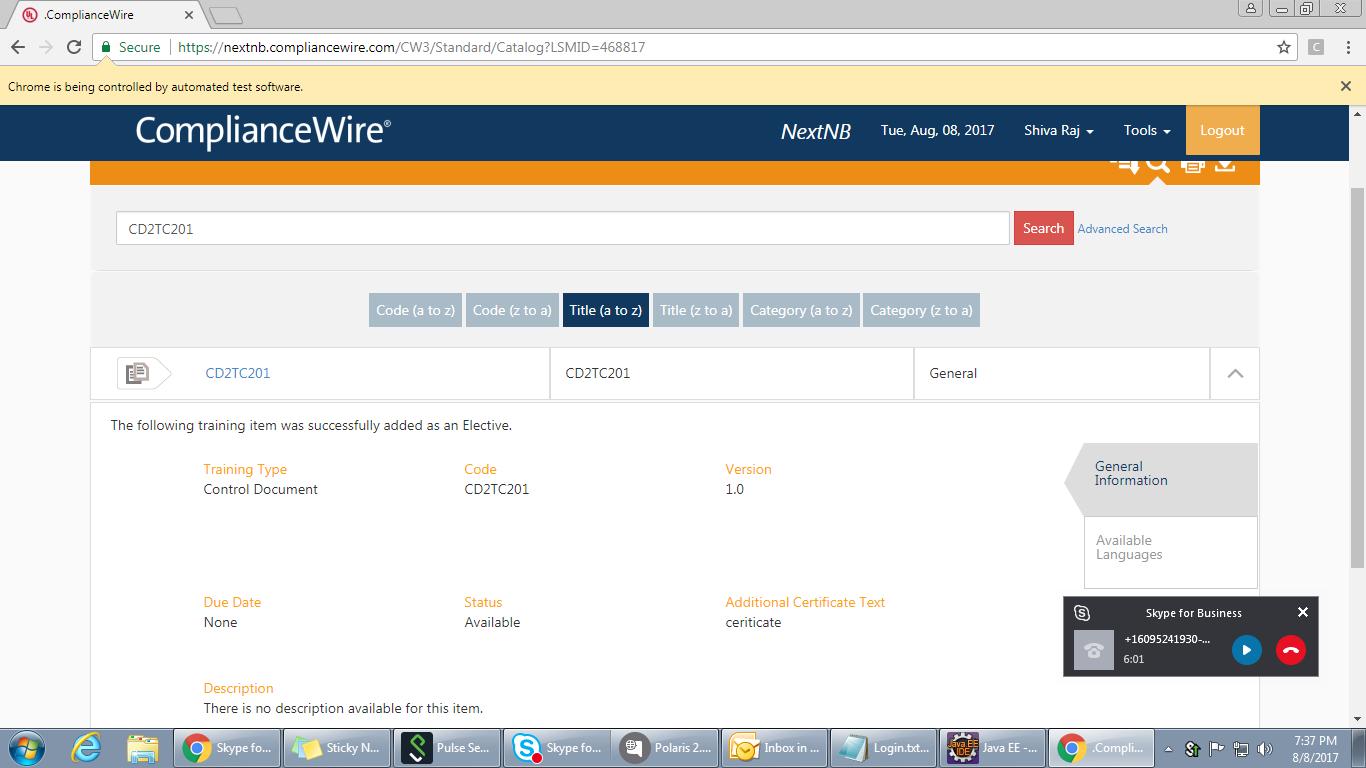 .ComplianceWire
Secure https://nextnb.compliancewire.com/CW3/Standard/Catalog?LSMID=468817
Chrome is being controlled by automated test software.
ComplianceWire® NextNB Tue, Aug, 08, 2017 Shiva Raj Tools Logout
CD2TC201 Search Advanced Search
Code (a to z) Code (z to a) Title (a to z) Title (z to a) Category (a to z) Category (z to a)
CD2TC201 CD2TC201 General
The following training item was successfully added as an Elective.
Training Type Code Version
Control Document CD2TC201 1.0
General
Information
Available
Languages
Due Date Status Additional Certificate Text
None Available ceriticate
Skype for Business
+16095241930-...
6:01
Description
There is no description available for this item.
Skype fo... Sticky N... Pulse Se... Skype fo... Polaris 2.... Inbox in ... Login.txt... Java EE -... .Compli...
7:37 PM
8/8/2017